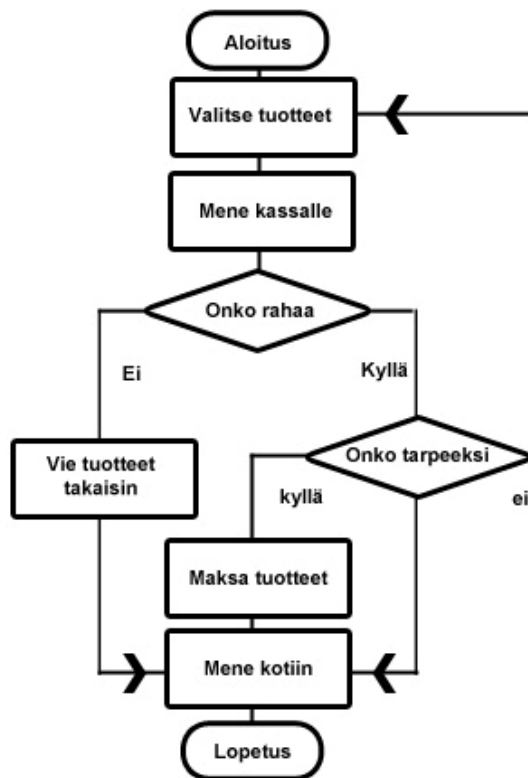 Aloitus
Valitse tuotteet
Mene kassalle
Onko rahaa
Ei
Kyllä
Vie tuotteet
takaisin
Onko tarpeeksi
kyllä
ei
Maksa tuotteet
Mene kotiin
Lopetus